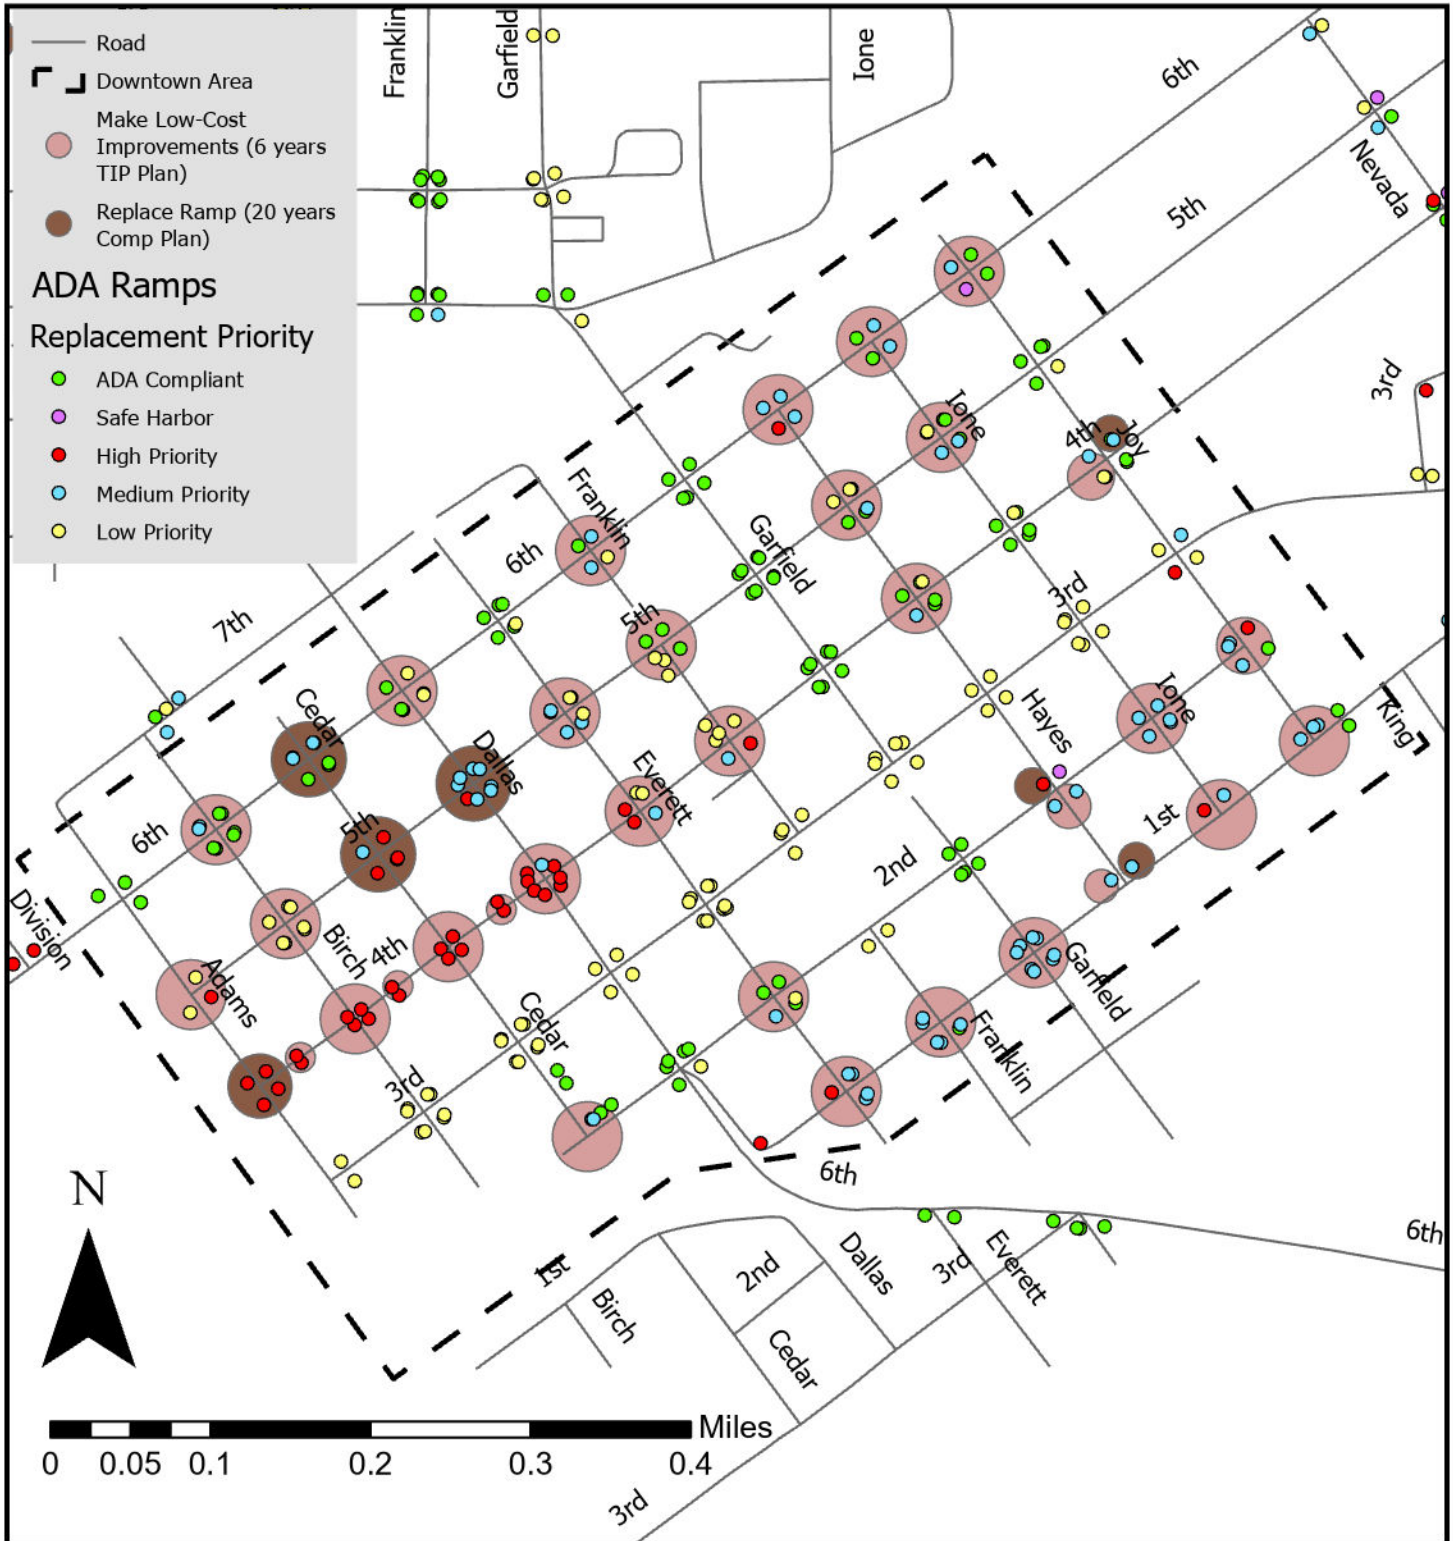 Road
Downtown Area
Make Low-Cost
Improvements (6 years
TIP Plan)
Replace Ramp (20 years
Comp Plan)
ADA Ramps
Replacement Priority
ADA Compliant
Safe Harbor
High Priority
Medium Priority
Low Priority
Franklin
Garfield
Ione
6th
Nevada
5th
3rd
Ione
4th
Joy
Franklin
6th
Garfield
3rd
5th
7th
Cedar
Dallas
Everett
Hayes
Ione
King
6th
5th
1st
2nd
Division
Adams
Birch
4th
Cedar
3rd
Garfield
Franklin
N
6th
6th
1st
2nd
Dallas
3rd
Everett
Birch
Cedar
Miles
0 0.05 0.1 0.2 0.3 0.4
3rd